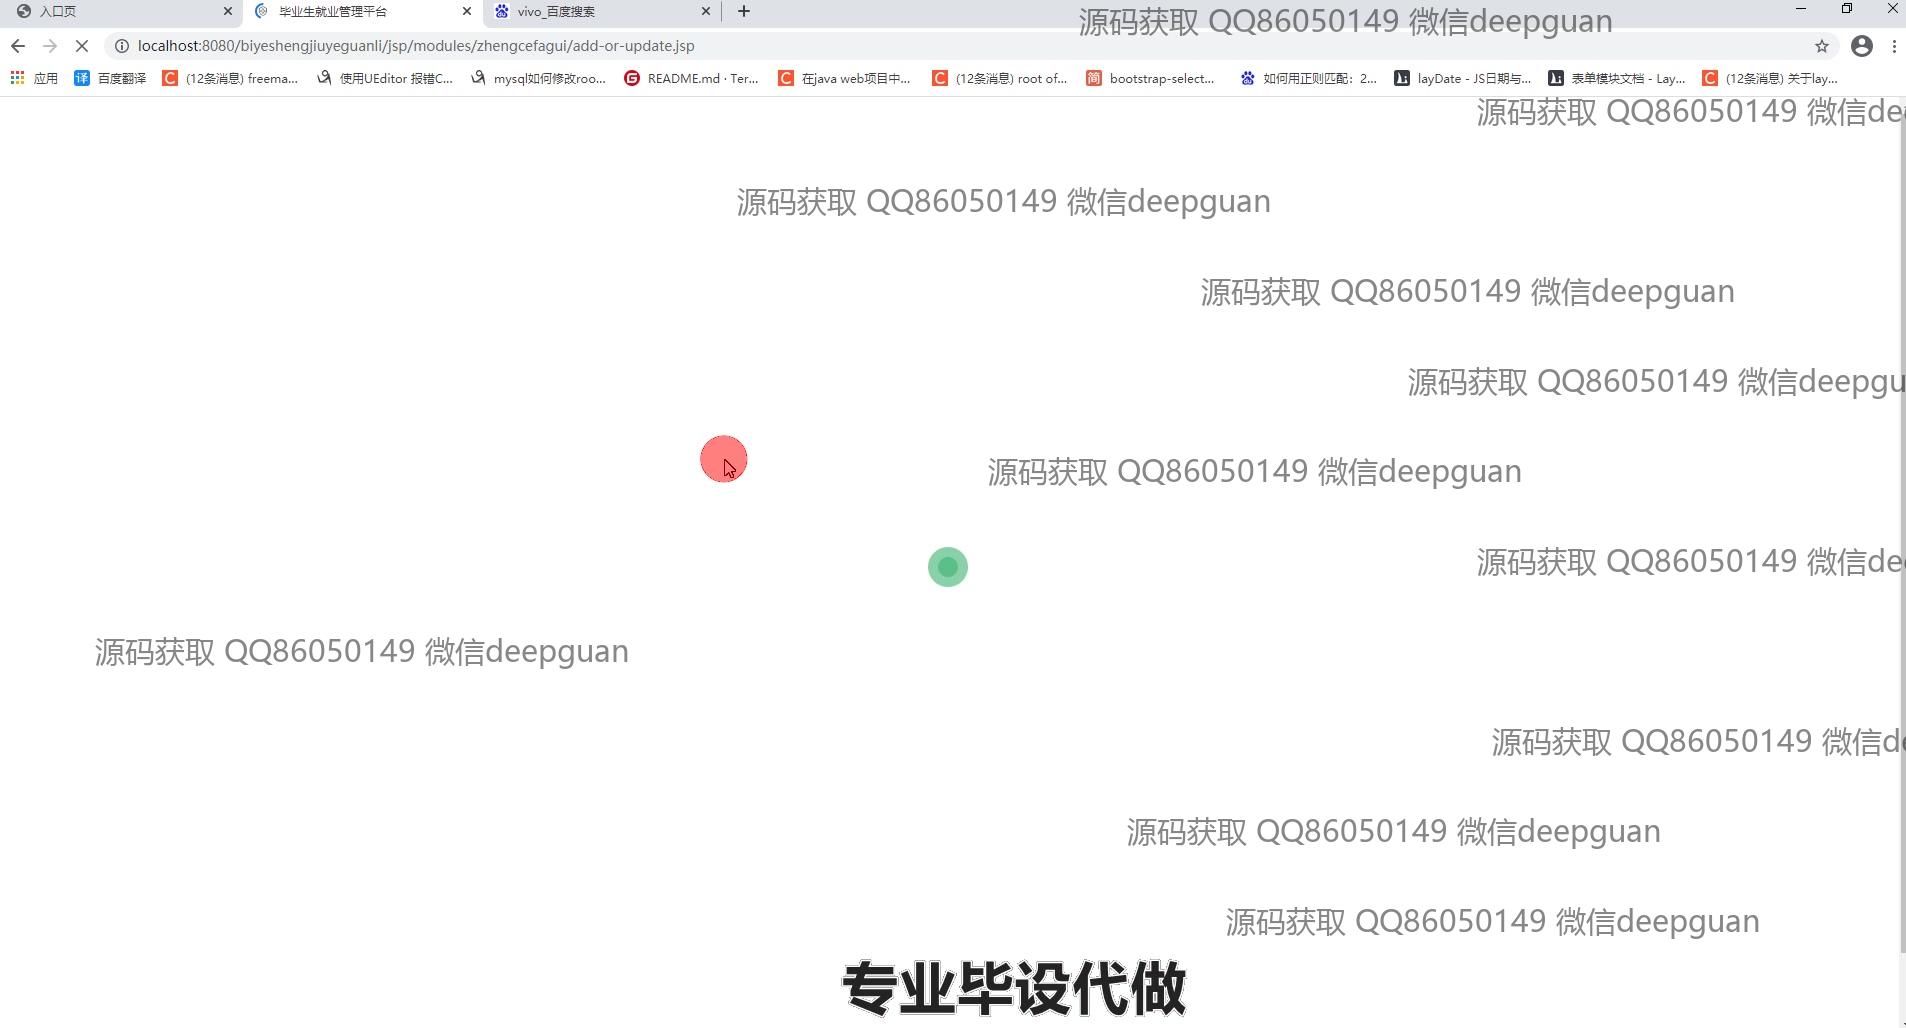 入口页
毕业生就业管理平台
vivo_百度搜索
源码获取 QQ86050149 微信deepguan
localhost:8080/biyeshengjiuyeguanli/jsp/modules/zhengcefagui/add-or-update.jsp
应用
译 百度翻译
C (12条消息) freema...
使用UEditor 报错C...
mysql如何修改roo...
G README.md · Ter...
C 在java web项目中...
C (12条消息) root of...
简 bootstrap-select...
如何用正则匹配：2...
layDate - JS日期与...
表单模块文档 - Lay...
C (12条消息) 关于lay...
源码获取 QQ86050149 微信de
源码获取 QQ86050149 微信deepguan
源码获取 QQ86050149 微信deepguan
源码获取 QQ86050149 微信deepgu
源码获取 QQ86050149 微信deepguan
源码获取 QQ86050149 微信de
源码获取 QQ86050149 微信deepguan
源码获取 QQ86050149 微信de
源码获取 QQ86050149 微信deepguan
源码获取 QQ86050149 微信deepguan
专业毕设代做